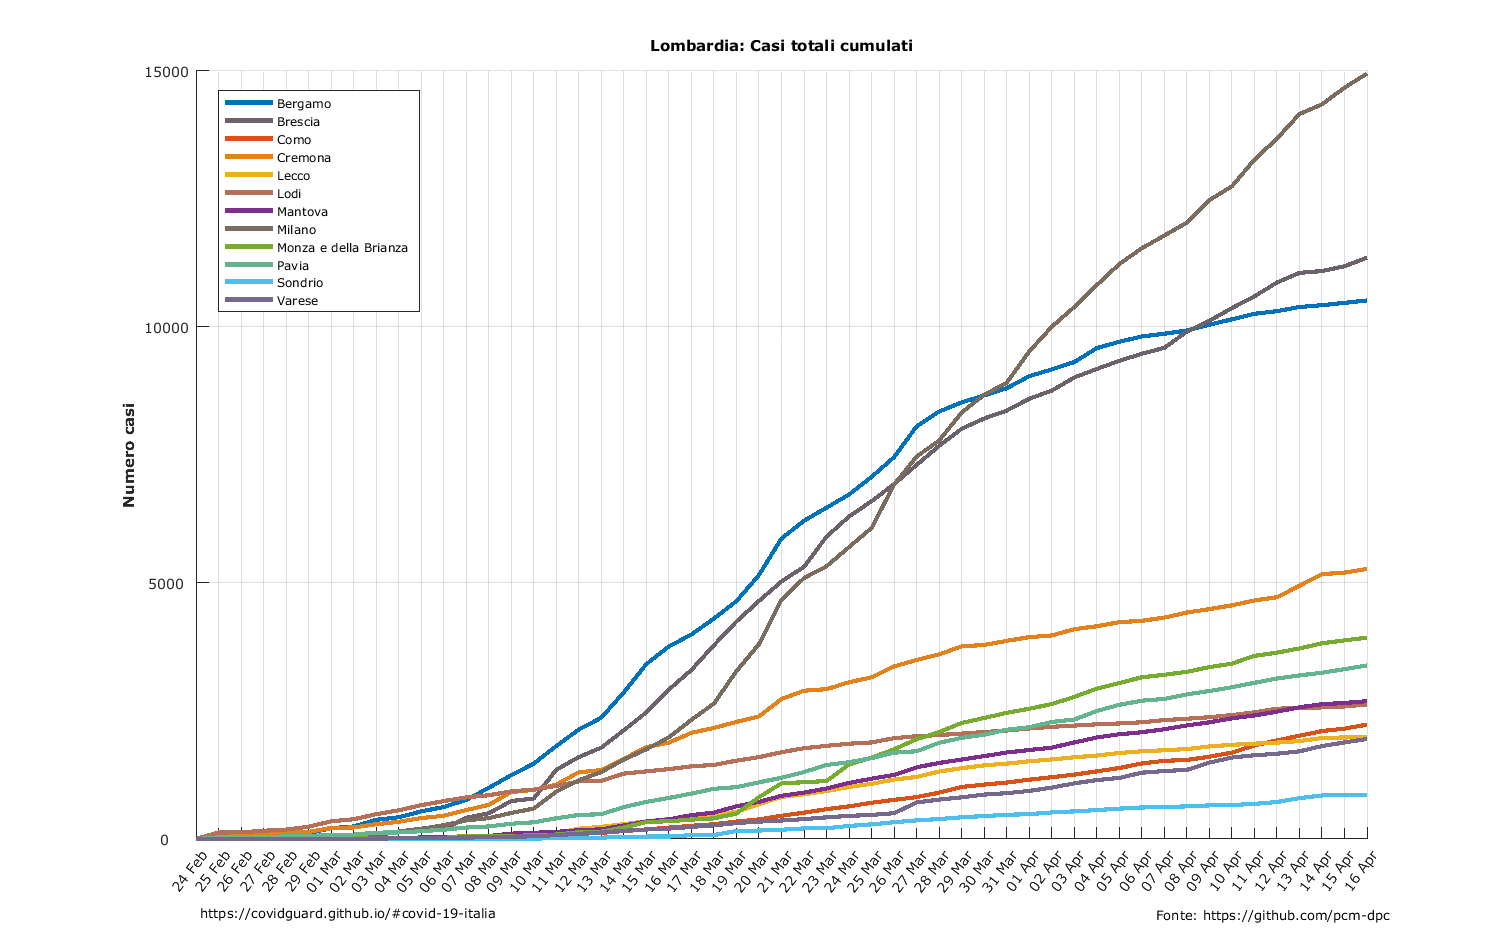 Lombardia: Casi totali cumulati
15000
10000
5000
0
Numero casi
Bergamo
Brescia
Como
Cremona
Lecco
Lodi
Mantova
Milano
Monza e della Brianza
Pavia
Sondrio
Varese
24 Feb
25 Feb
26 Feb
27 Feb
28 Feb
29 Feb
01 Mar
02 Mar
03 Mar
04 Mar
05 Mar
06 Mar
07 Mar
08 Mar
09 Mar
10 Mar
11 Mar
12 Mar
13 Mar
14 Mar
15 Mar
16 Mar
17 Mar
18 Mar
19 Mar
20 Mar
21 Mar
22 Mar
23 Mar
24 Mar
25 Mar
26 Mar
27 Mar
28 Mar
29 Mar
30 Mar
31 Mar
01 Apr
02 Apr
03 Apr
04 Apr
05 Apr
06 Apr
07 Apr
08 Apr
09 Apr
10 Apr
11 Apr
12 Apr
13 Apr
14 Apr
15 Apr
16 Apr
https://covidguard.github.io/#covid-19-italia
Fonte: https://github.com/pcm-dpc